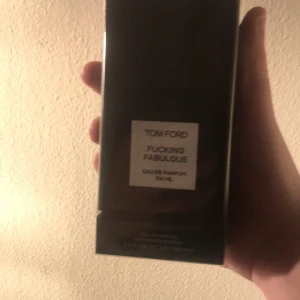 TOM FORD
FUCKING
FABULOUS
EAU DE PARFUM
100 ML